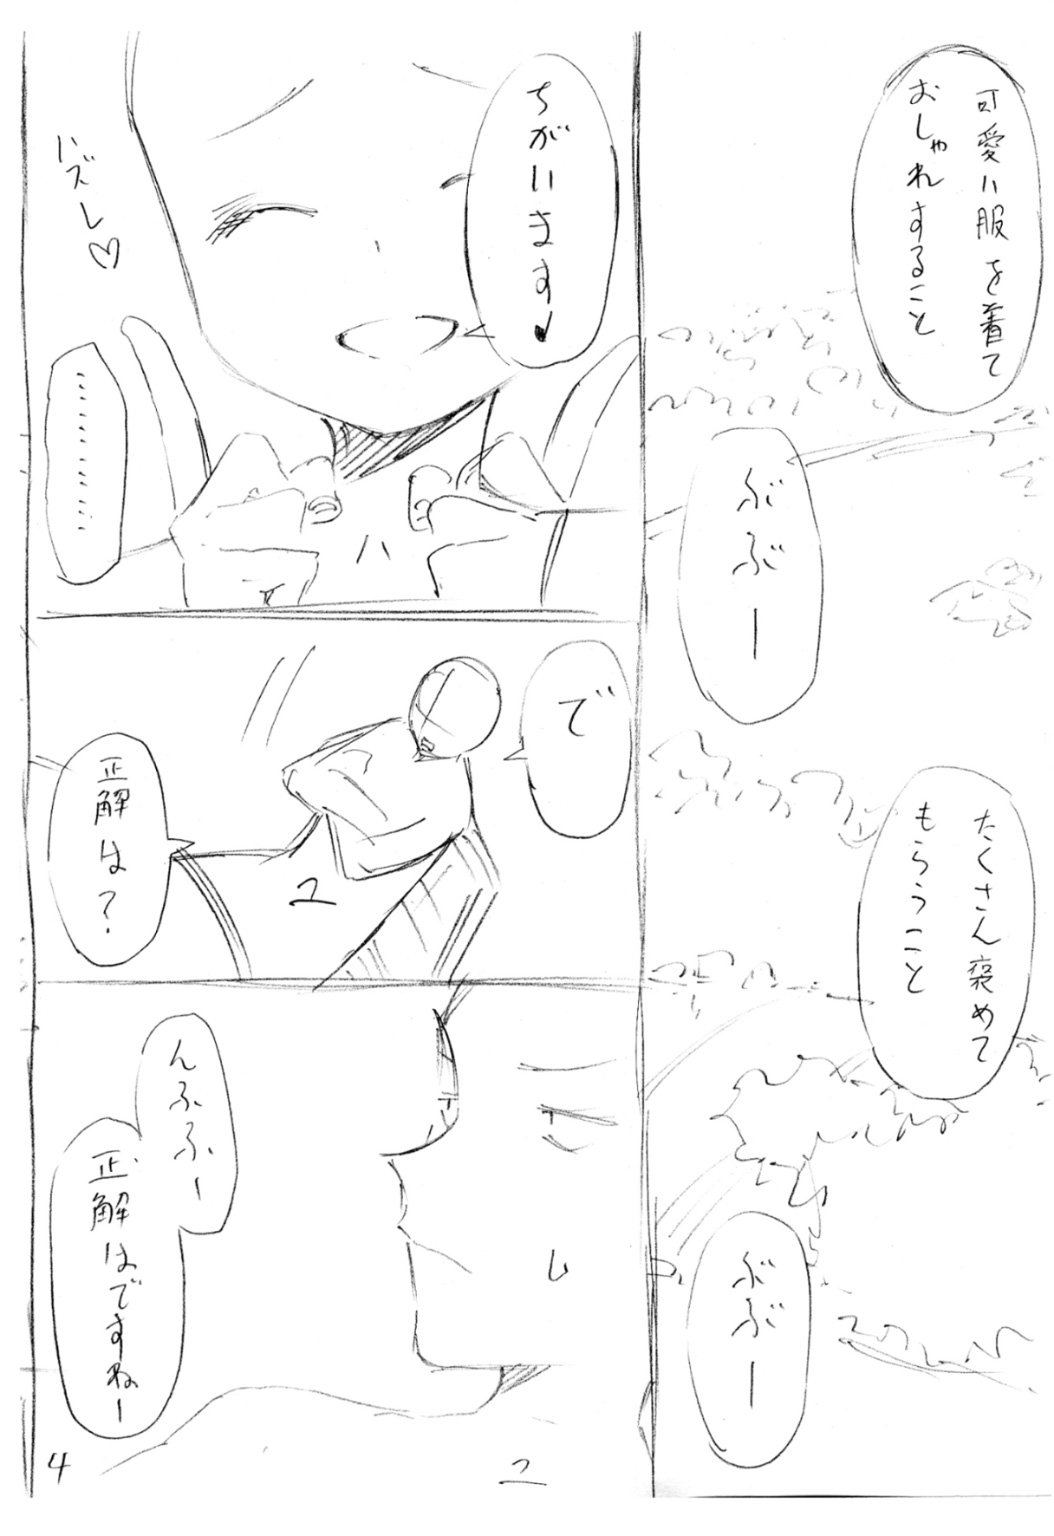 可愛い服を着て
おしゃれすること
ぶぶー
たくさん褒めて
もらうこと
ぶぶー
ちがいます♥
ハズレ♡
…………
で
正解は?
ユ
んふふー
正解はですねー
ハ
ユ
し
4